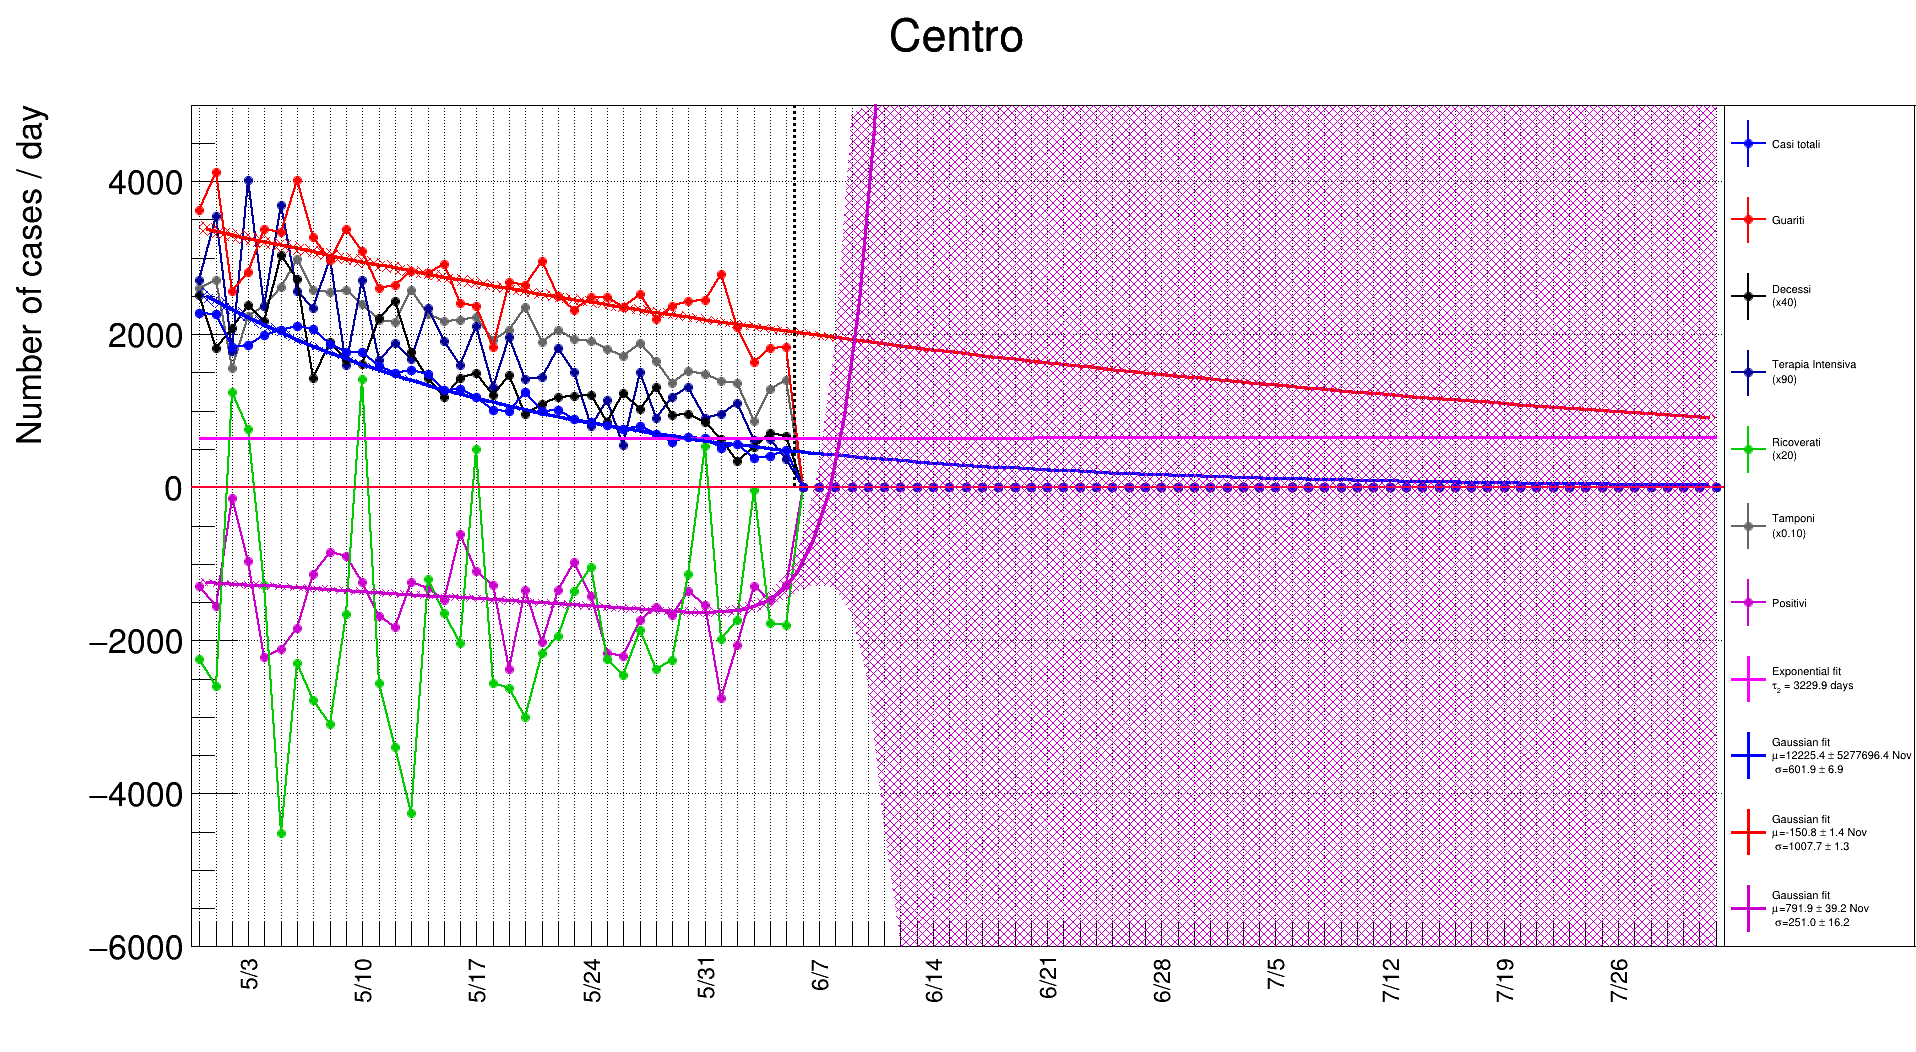 Centro
Number of cases / day
4000
2000
0
−2000
−4000
−6000
5/3
5/10
5/17
5/24
5/31
6/7
6/14
6/21
6/28
7/5
7/12
7/19
7/26
Casi totali
Guariti
Decessi
(x40)
Terapia Intensiva
(x90)
Ricoverati
(x20)
Tamponi
(x0.10)
Positivi
Exponential fit
τ₂ = 3229.9 days
Gaussian fit
μ=12225.4 ± 5277696.4 Nov
σ=601.9 ± 6.9
Gaussian fit
μ=-150.8 ± 1.4 Nov
σ=1007.7 ± 1.3
Gaussian fit
μ=791.9 ± 39.2 Nov
σ=251.0 ± 16.2